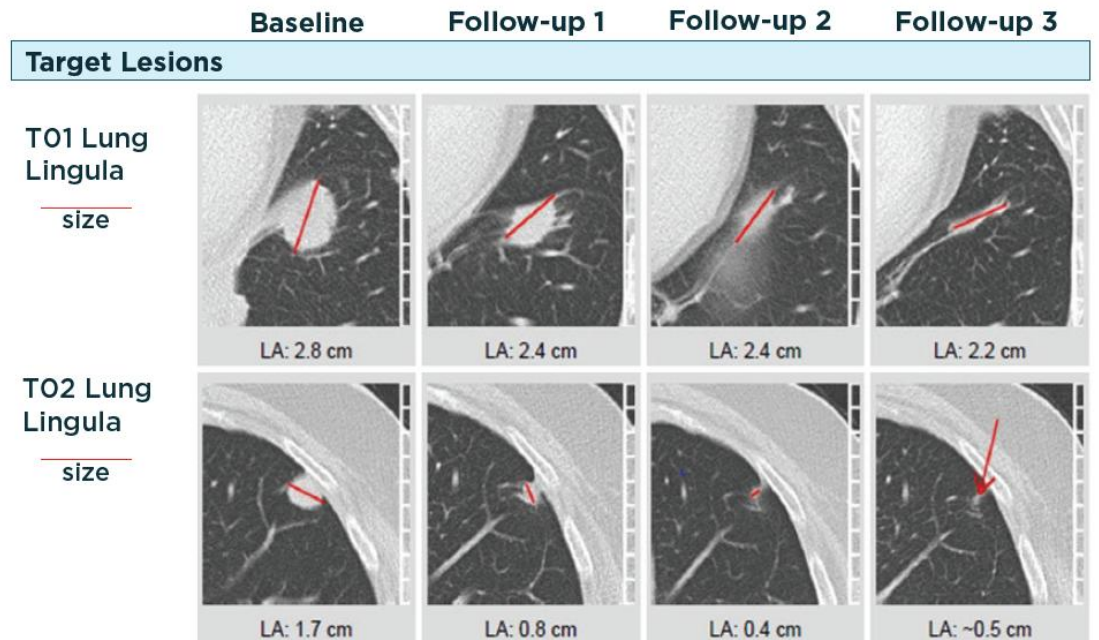 Baseline Follow-up 1 Follow-up 2 Follow-up 3
Target Lesions
T01 Lung
Lingula
size
LA: 2.8 cm LA: 2.4 cm LA: 2.4 cm LA: 2.2 cm
T02 Lung
Lingula
size
LA: 1.7 cm LA: 0.8 cm LA: 0.4 cm LA: ~0.5 cm